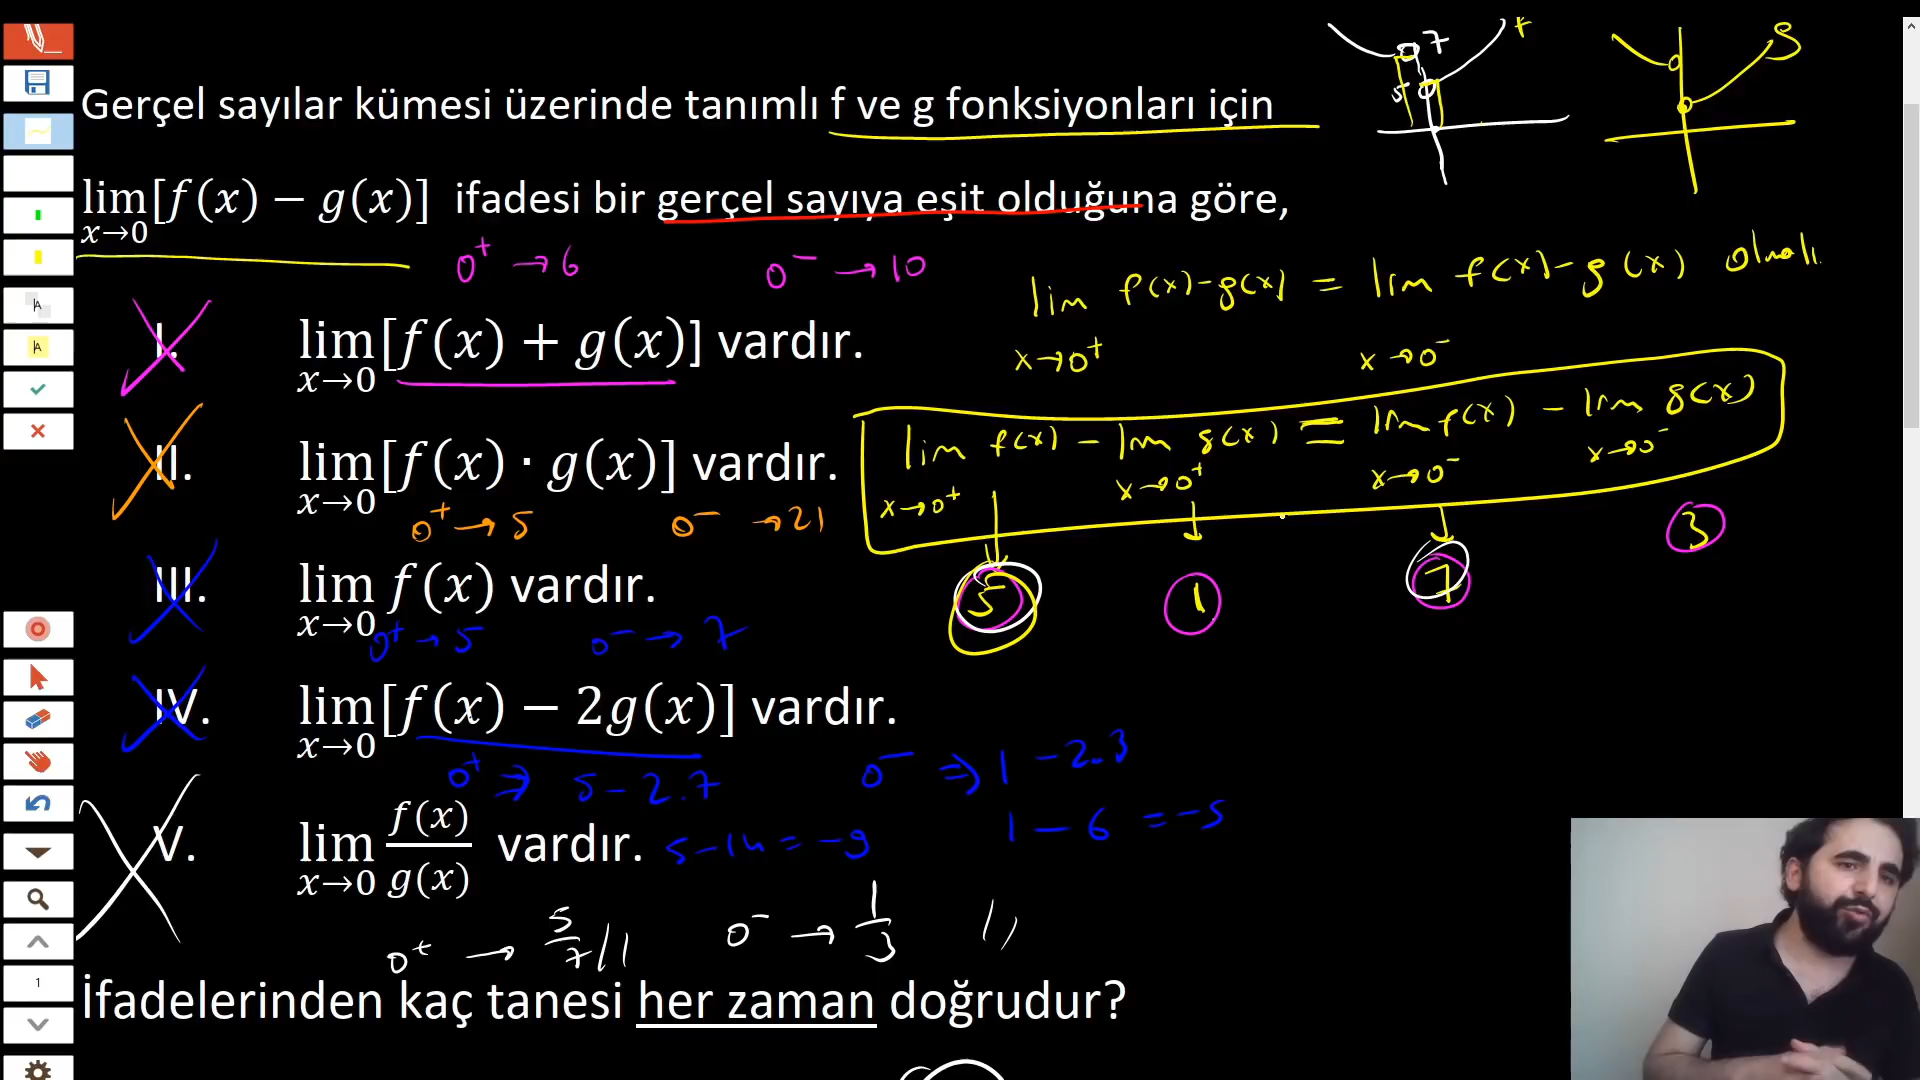 7 f g
5
Gerçel sayılar kümesi üzerinde tanımlı f ve g fonksiyonları için
lim x→0 [f(x) − g(x)] ifadesi bir gerçel sayıya eşit olduğuna göre,
0⁺ → 6 0⁻ → 10
lim x→0⁺ f(x) - g(x) = lim x→0⁻ f(x) - g(x) olmalı.
I. lim x→0 [f(x) + g(x)] vardır.
lim x→0⁺ f(x) - lim x→0⁺ g(x) = lim x→0⁻ f(x) - lim x→0⁻ g(x)
5 1 7 3
II. lim x→0 [f(x) · g(x)] vardır.
0⁺ → 5 0⁻ → 21
III. lim x→0 f(x) vardır.
0⁺ → 5 0⁻ → 7
IV. lim x→0 [f(x) − 2g(x)] vardır.
0⁺ ⇒ 5 - 2.7 0⁻ ⇒ 1 - 2.3
5 - 14 = -9 1 - 6 = -5
V. lim x→0 f(x)/g(x) vardır.
0⁺ → 5/7 // 0⁻ → 1/3 //
İfadelerinden kaç tanesi her zaman doğrudur?
A
A
1